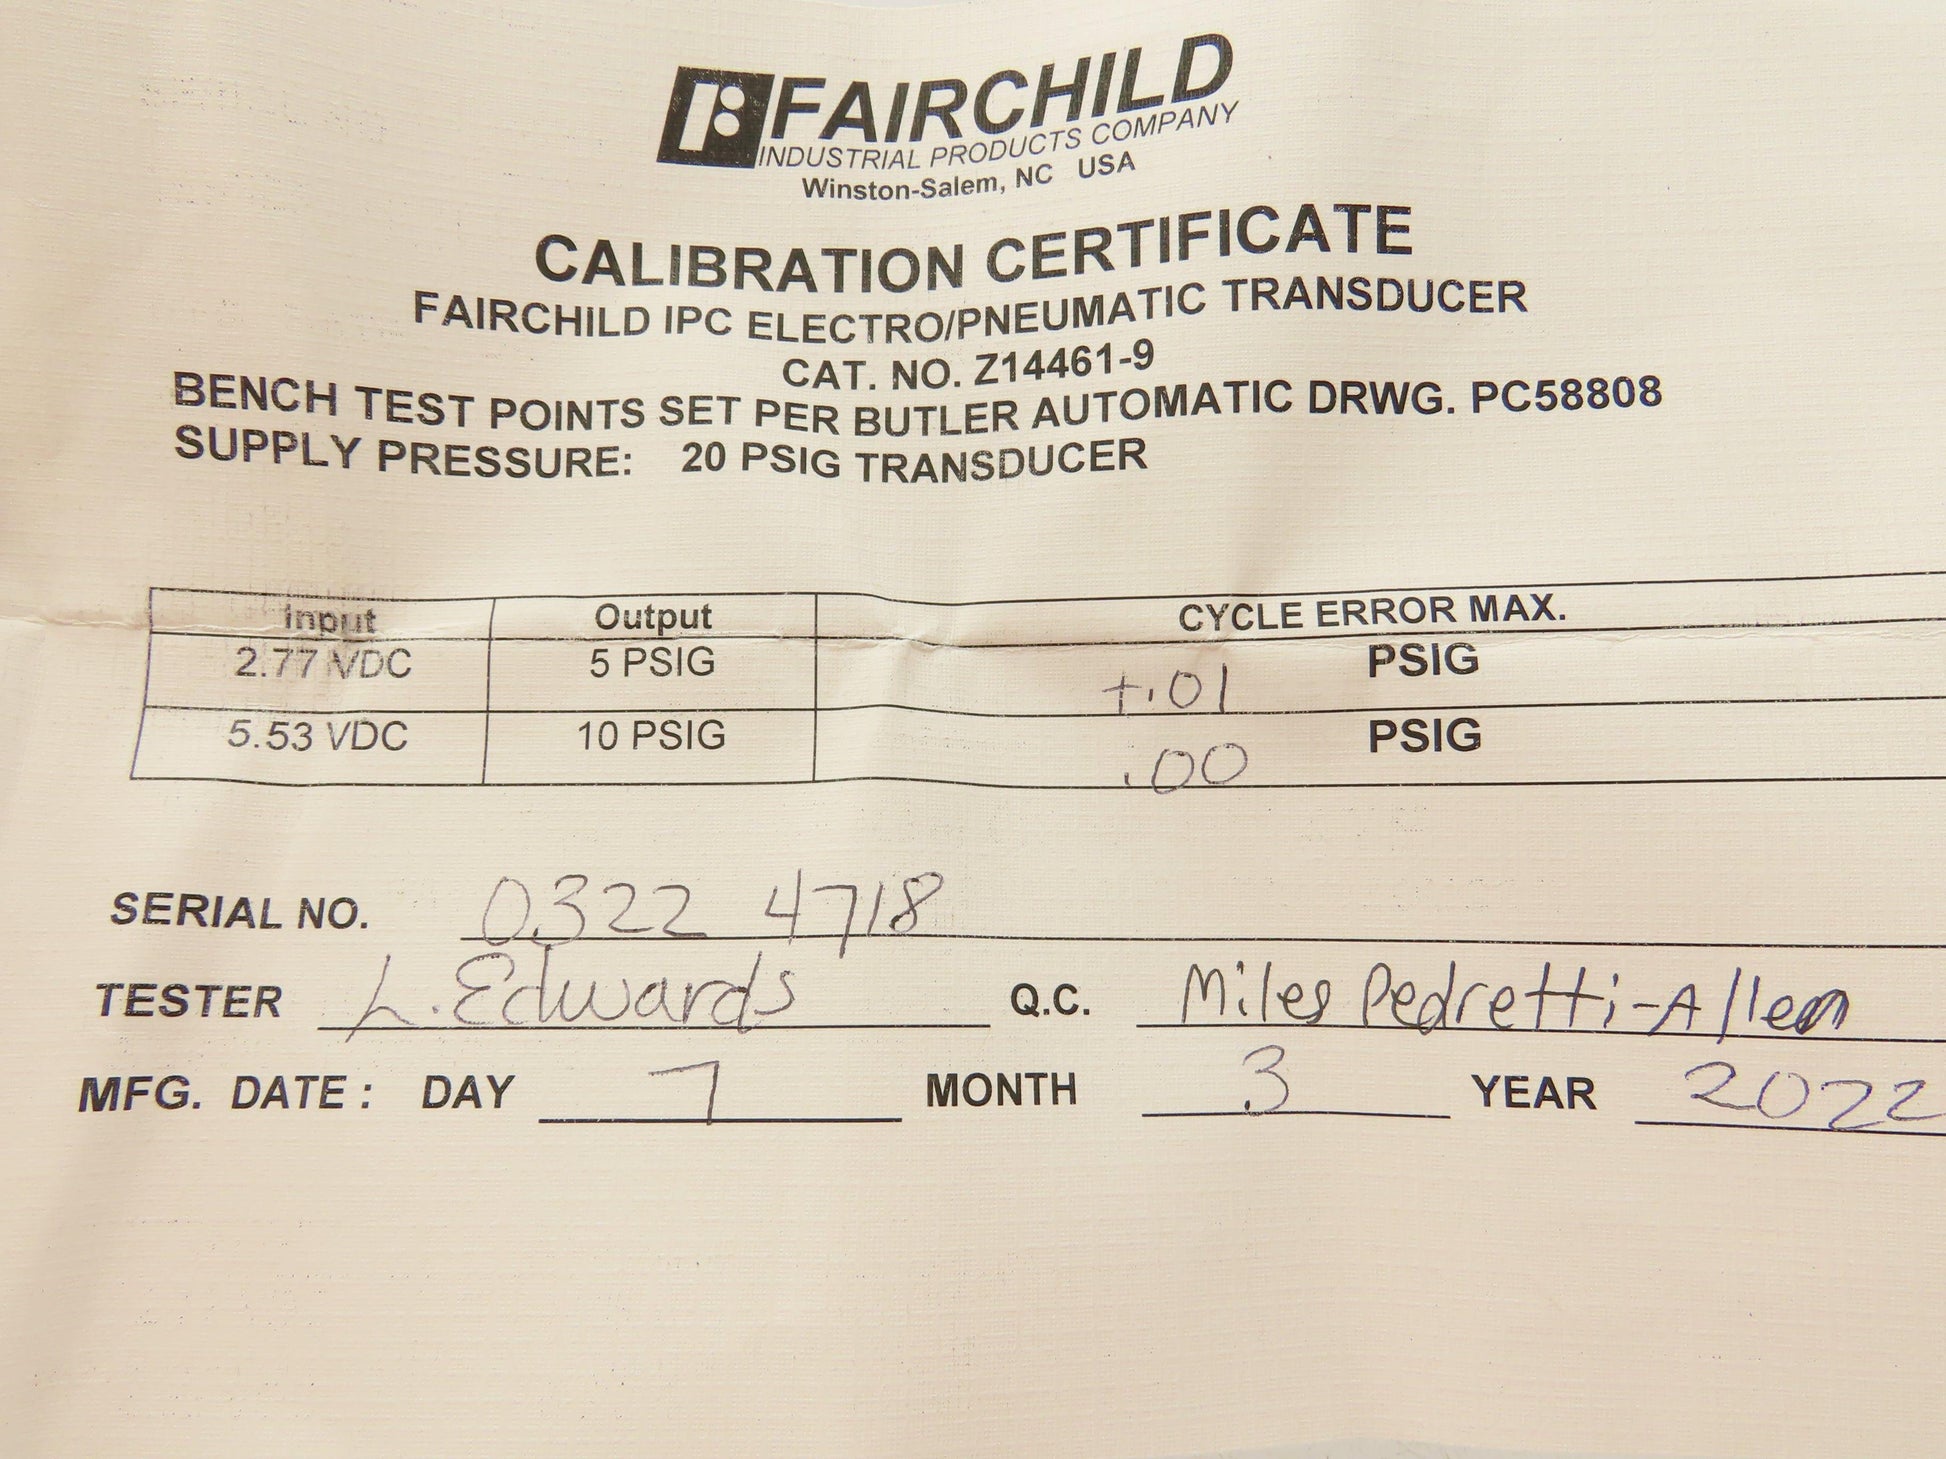 FAIRCHILD
INDUSTRIAL PRODUCTS COMPANY
Winston-Salem, NC USA
CALIBRATION CERTIFICATE
FAIRCHILD IPC ELECTRO/PNEUMATIC TRANSDUCER
CAT. NO. Z14461-9
BENCH TEST POINTS SET PER BUTLER AUTOMATIC DRWG. PC58808
SUPPLY PRESSURE: 20 PSIG TRANSDUCER
Input Output CYCLE ERROR MAX.
2.77 VDC 5 PSIG +.01 PSIG
5.53 VDC 10 PSIG .00 PSIG
SERIAL NO. 0322 4718
TESTER L. Edwards Q.C. Miles Pedretti-Allen
MFG. DATE: DAY 7 MONTH 3 YEAR 2022